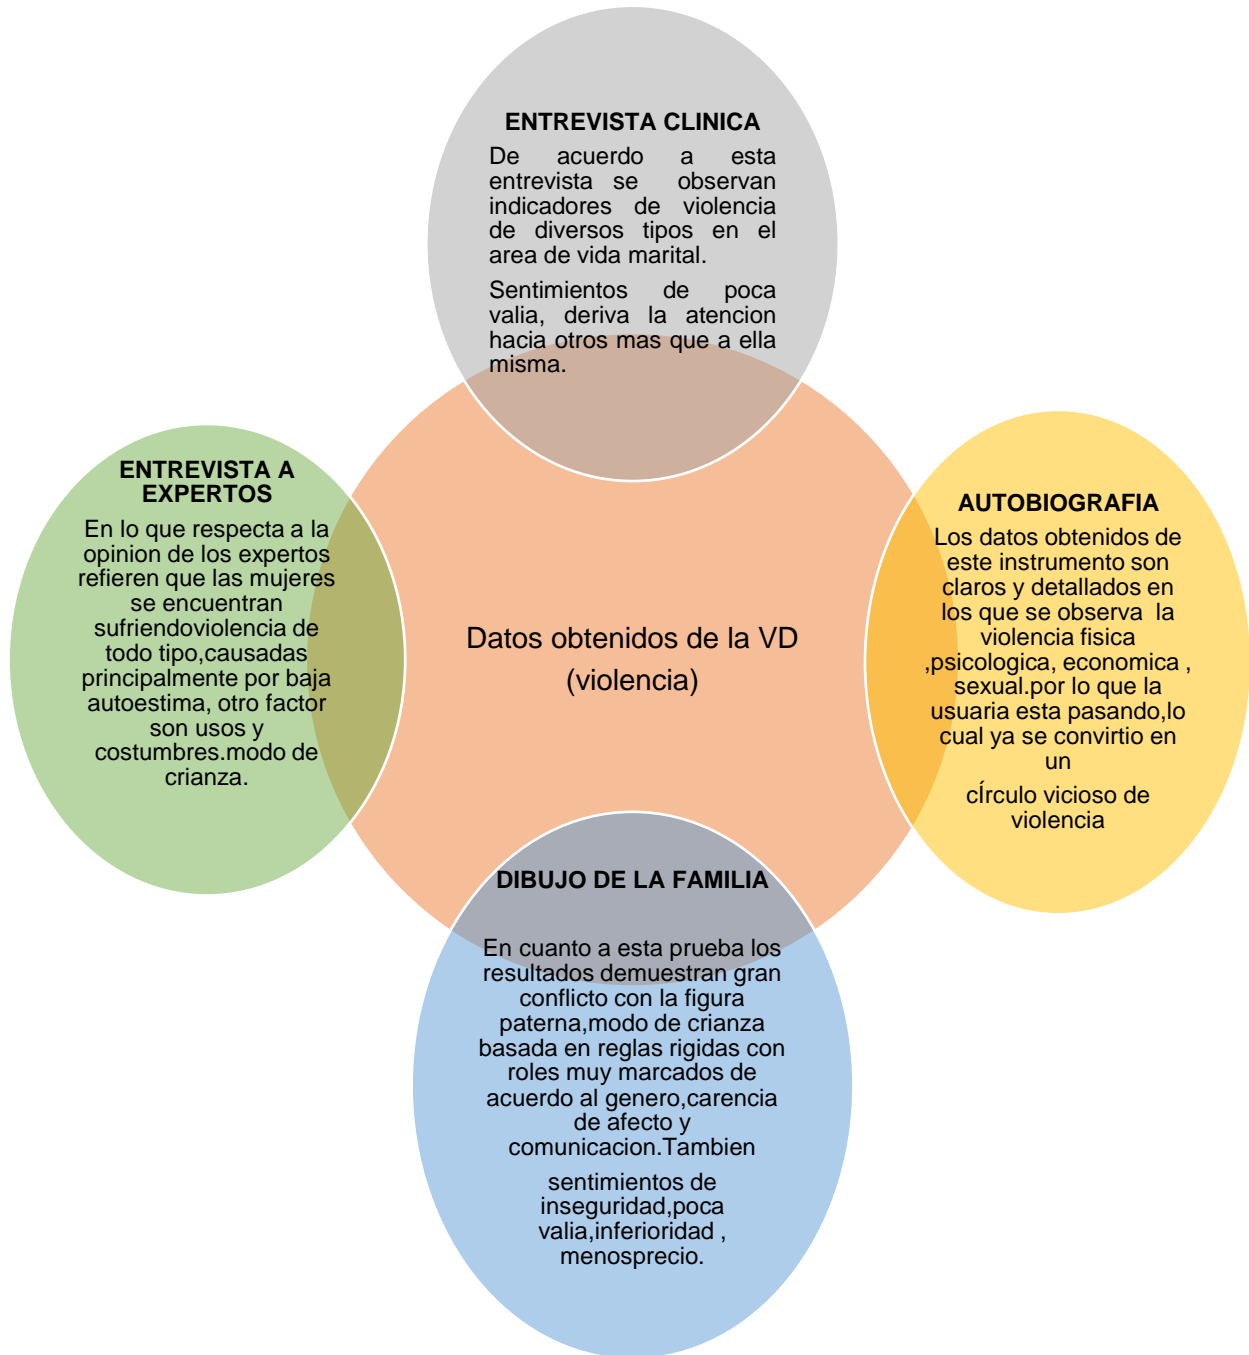 ENTREVISTA CLINICA
De acuerdo a esta
entrevista se observan
indicadores de violencia
de diversos tipos en el
area de vida marital.
Sentimientos de poca
valia, deriva la atencion
hacia otros mas que a ella
misma.
ENTREVISTA A
EXPERTOS
En lo que respecta a la
opinion de los expertos
refieren que las mujeres
se encuentran
sufriendoviolencia de
todo tipo,causadas
principalmente por baja
autoestima, otro factor
son usos y
costumbres.modo de
crianza.
Datos obtenidos de la VD
(violencia)
AUTOBIOGRAFIA
Los datos obtenidos de
este instrumento son
claros y detallados en
los que se observa la
violencia fisica
,psicologica, economica ,
sexual.por lo que la
usuaria esta pasando,lo
cual ya se convirtio en
un
cÍrculo vicioso de
violencia
DIBUJO DE LA FAMILIA
En cuanto a esta prueba los
resultados demuestran gran
conflicto con la figura
paterna,modo de crianza
basada en reglas rigidas con
roles muy marcados de
acuerdo al genero,carencia
de afecto y
comunicacion.Tambien
sentimientos de
inseguridad,poca
valia,inferioridad ,
menosprecio.